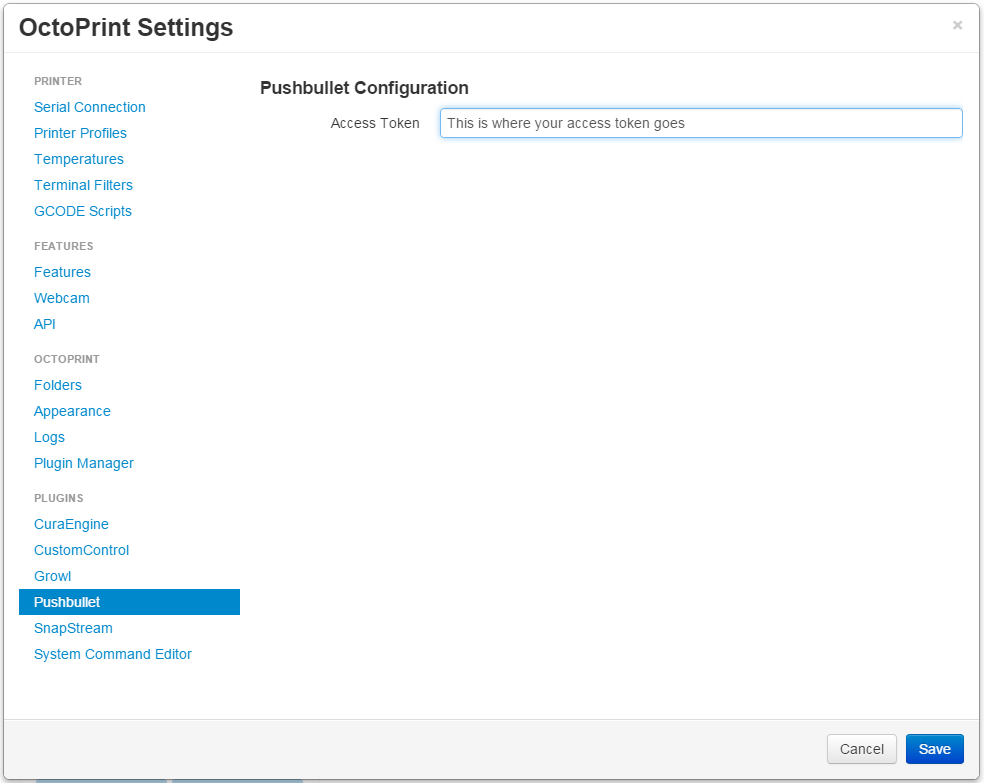 OctoPrint Settings
×
PRINTER
Serial Connection
Printer Profiles
Temperatures
Terminal Filters
GCODE Scripts
FEATURES
Features
Webcam
API
OCTOPRINT
Folders
Appearance
Logs
Plugin Manager
PLUGINS
CuraEngine
CustomControl
Growl
Pushbullet
SnapStream
System Command Editor
Pushbullet Configuration
Access Token This is where your access token goes
Cancel Save